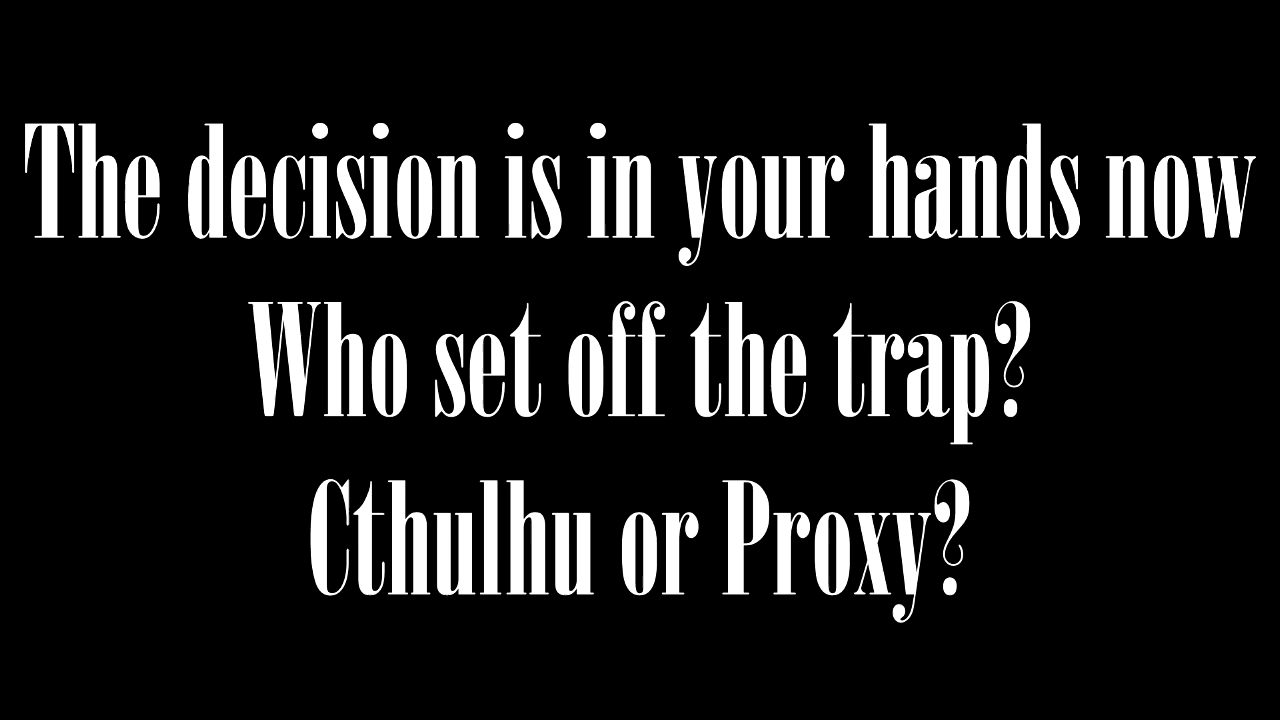 The decision is in your hands now
Who set off the trap?
Cthulhu or Proxy?